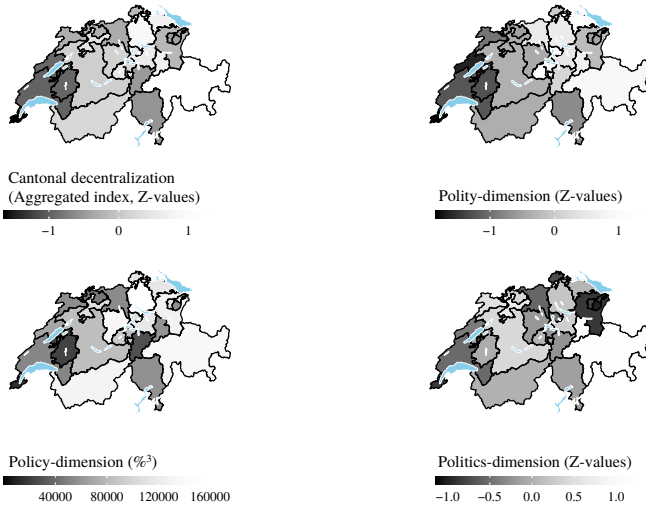 Cantonal decentralization
(Aggregated index, Z-values)
−1 0 1
Polity-dimension (Z-values)
−1 0 1
Policy-dimension (%³)
40000 80000 120000 160000
Politics-dimension (Z-values)
−1.0 −0.5 0.0 0.5 1.0